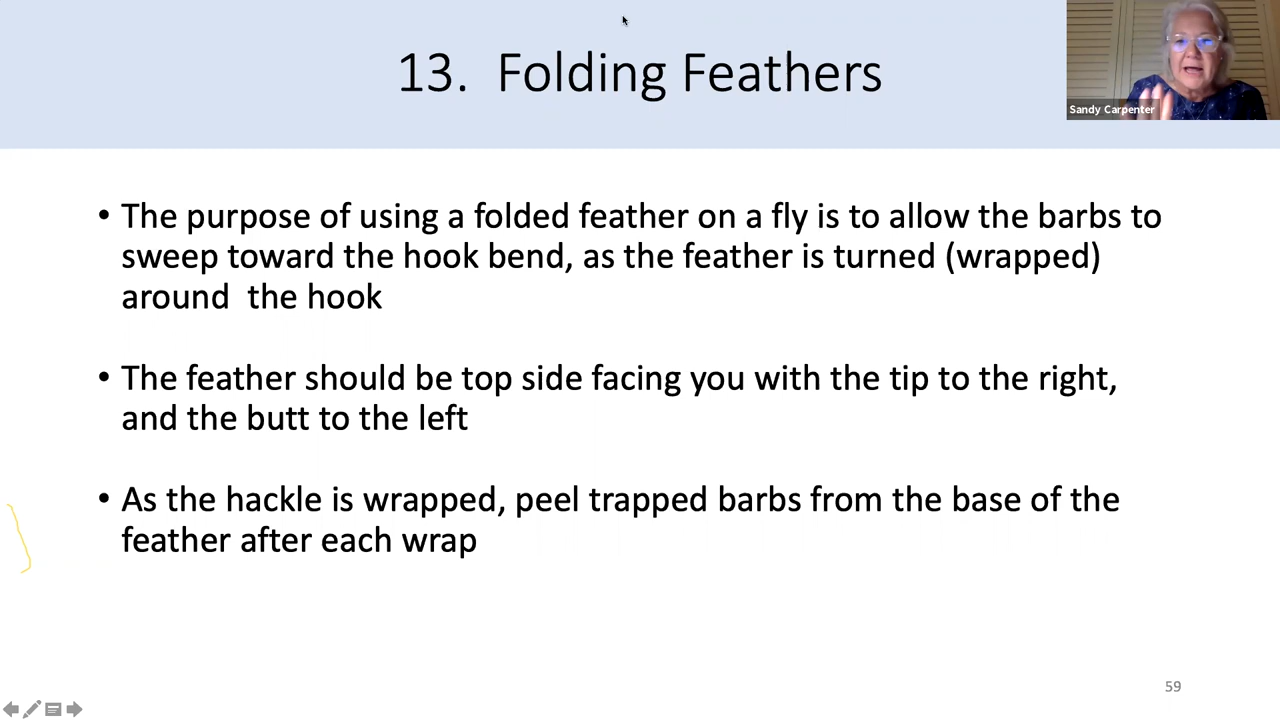 13. Folding Feathers
Sandy Carpenter
• The purpose of using a folded feather on a fly is to allow the barbs to
sweep toward the hook bend, as the feather is turned (wrapped)
around the hook
• The feather should be top side facing you with the tip to the right,
and the butt to the left
• As the hackle is wrapped, peel trapped barbs from the base of the
feather after each wrap
59